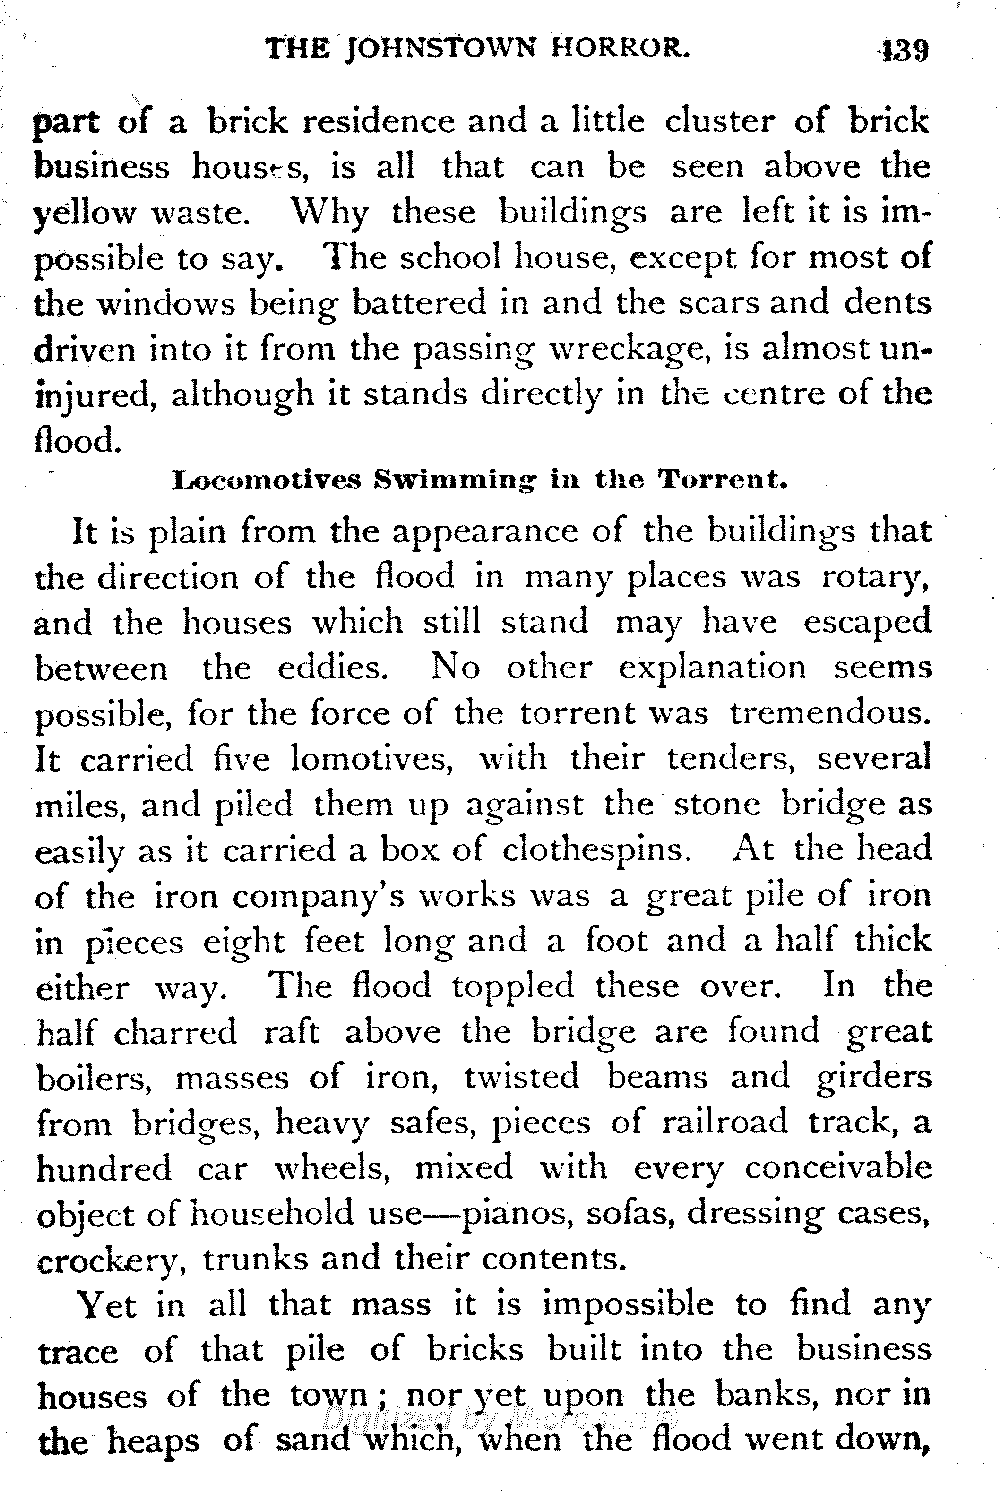 THE JOHNSTOWN HORROR. 139
part of a brick residence and a little cluster of brick
business houses, is all that can be seen above the
yellow waste. Why these buildings are left it is im-
possible to say. The school house, except for most of
the windows being battered in and the scars and dents
driven into it from the passing wreckage, is almost un-
injured, although it stands directly in the centre of the
flood.
Locomotives Swimming in the Torrent.
It is plain from the appearance of the buildings that
the direction of the flood in many places was rotary,
and the houses which still stand may have escaped
between the eddies. No other explanation seems
possible, for the force of the torrent was tremendous.
It carried five lomotives, with their tenders, several
miles, and piled them up against the stone bridge as
easily as it carried a box of clothespins. At the head
of the iron company's works was a great pile of iron
in pieces eight feet long and a foot and a half thick
either way. The flood toppled these over. In the
half charred raft above the bridge are found great
boilers, masses of iron, twisted beams and girders
from bridges, heavy safes, pieces of railroad track, a
hundred car wheels, mixed with every conceivable
object of household use—pianos, sofas, dressing cases,
crockery, trunks and their contents.
Yet in all that mass it is impossible to find any
trace of that pile of bricks built into the business
houses of the town ; nor yet upon the banks, nor in
Digitized by
the heaps of sand which, when the flood went down,